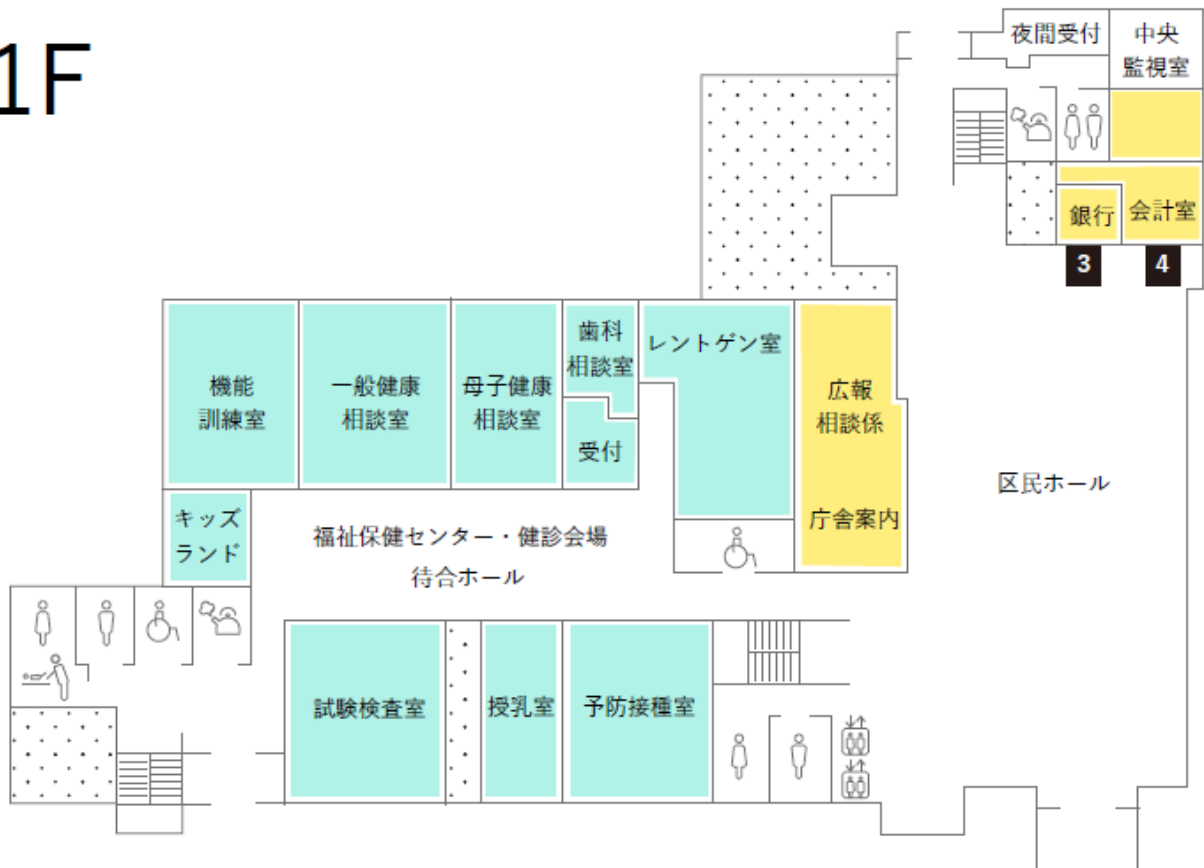 1F
夜間受付
中央
監視室
銀行
会計室
3
4
機能
訓練室
一般健康
相談室
母子健康
相談室
歯科
相談室
受付
レントゲン室
広報
相談係
庁舎案内
区民ホール
キッズ
ランド
福祉保健センター・健診会場
待合ホール
試験検査室
授乳室
予防接種室